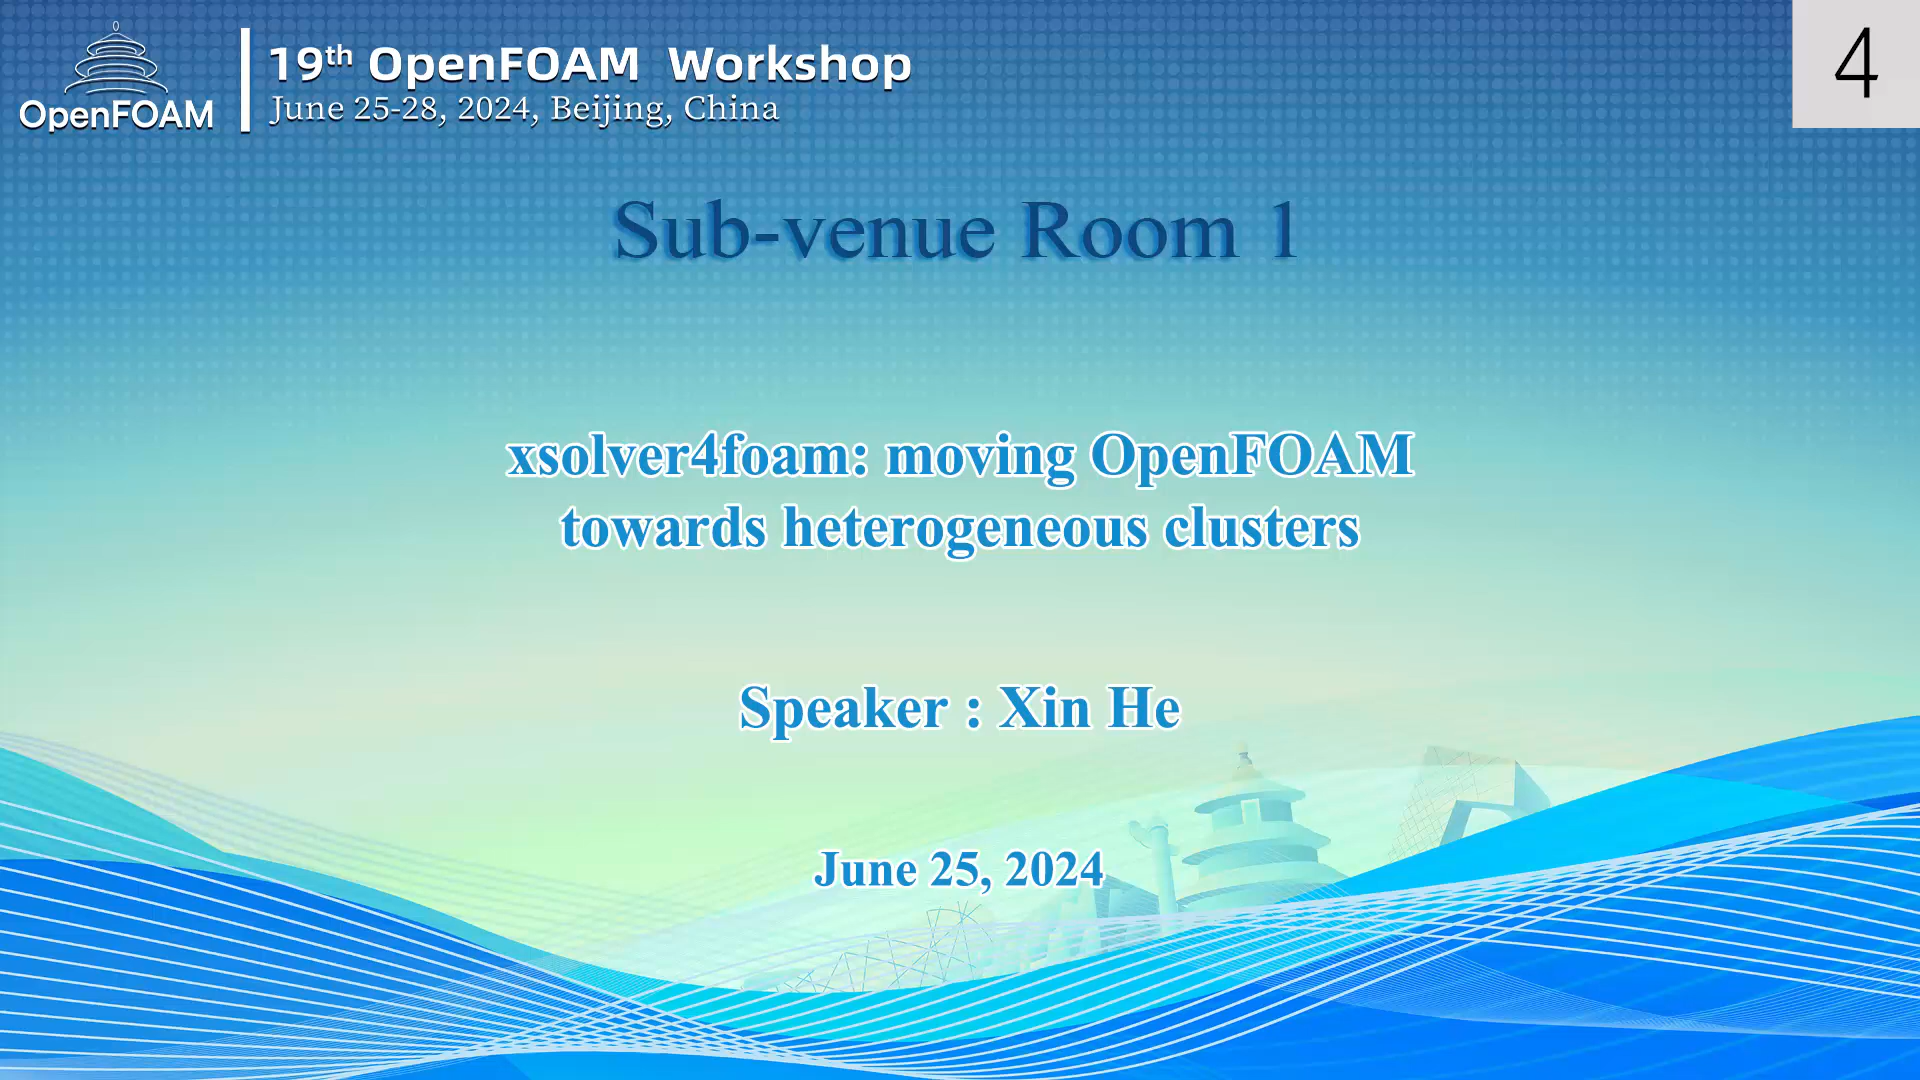 OpenFOAM
19th OpenFOAM Workshop
June 25-28, 2024, Beijing, China
4
Sub-venue Room 1
xsolver4foam: moving OpenFOAM
towards heterogeneous clusters
Speaker : Xin He
June 25, 2024